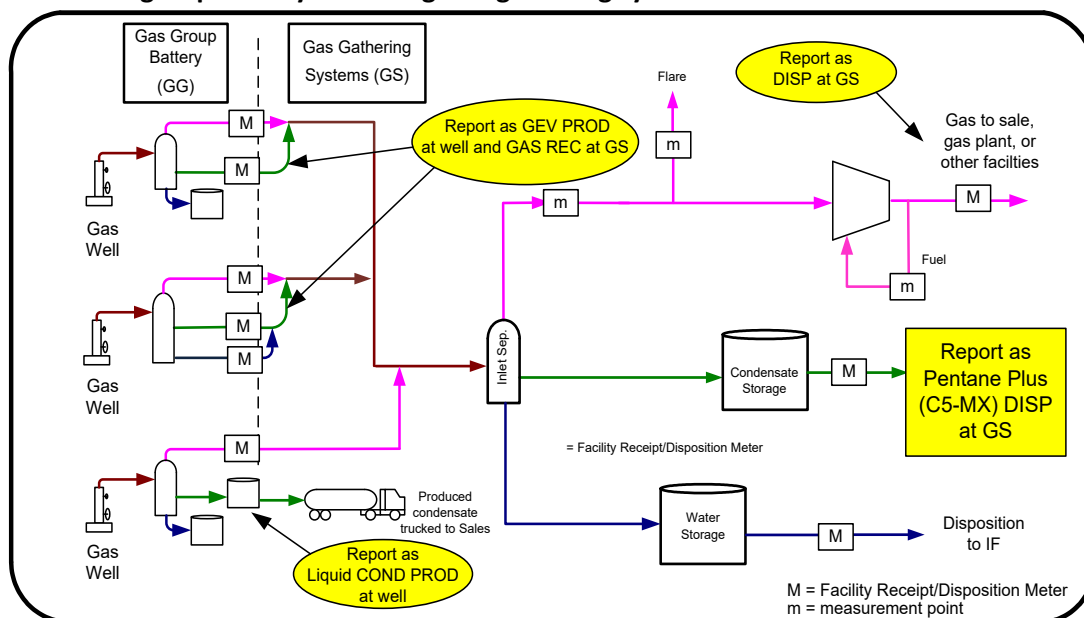 Gas Group
Battery
(GG)
Gas Gathering
Systems (GS)
Report as
DISP at GS
Flare
Gas to sale,
gas plant, or
other facilties
M
M
Report as GEV PROD
at well and GAS REC at GS
m
m
M
Fuel
m
Gas
Well
M
M
M
Gas
Well
Inlet Sep.
Condensate
Storage
M
Report as
Pentane Plus
(C5-MX) DISP
at GS
= Facility Receipt/Disposition Meter
M
Produced
condensate
trucked to Sales
Gas
Well
Report as
Liquid COND PROD
at well
Water
Storage
M
Disposition
to IF
M = Facility Receipt/Disposition Meter
m = measurement point